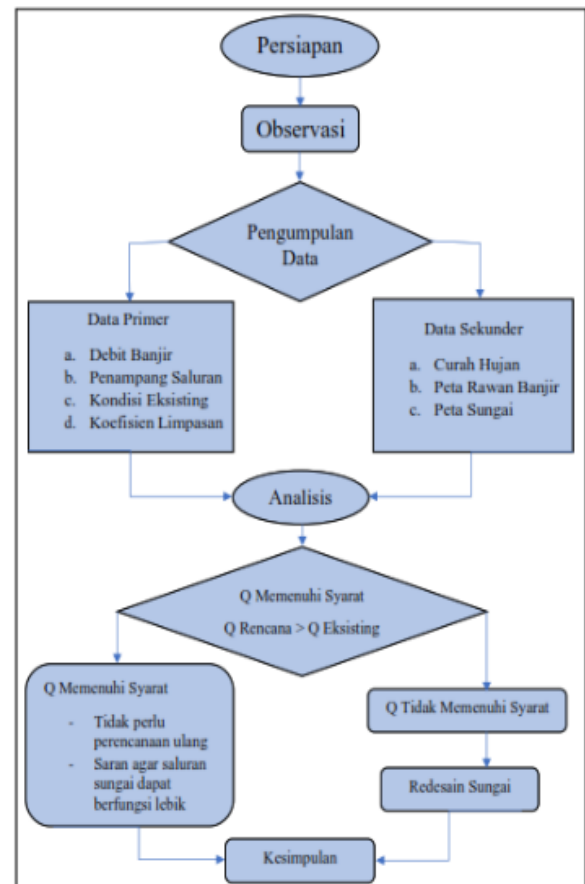 Persiapan
Observasi
Pengumpulan
Data
Data Primer
a. Debit Banjir
b. Penampang Saluran
c. Kondisi Eksisting
d. Koefisien Limpasan
Data Sekunder
a. Curah Hujan
b. Peta Rawan Banjir
c. Peta Sungai
Analisis
Q Memenuhi Syarat
Q Rencana > Q Eksisting
Q Memenuhi Syarat
- Tidak perlu
perencanaan ulang
- Saran agar saluran
sungai dapat
berfungsi lebik
Q Tidak Memenuhi Syarat
Redesain Sungai
Kesimpulan